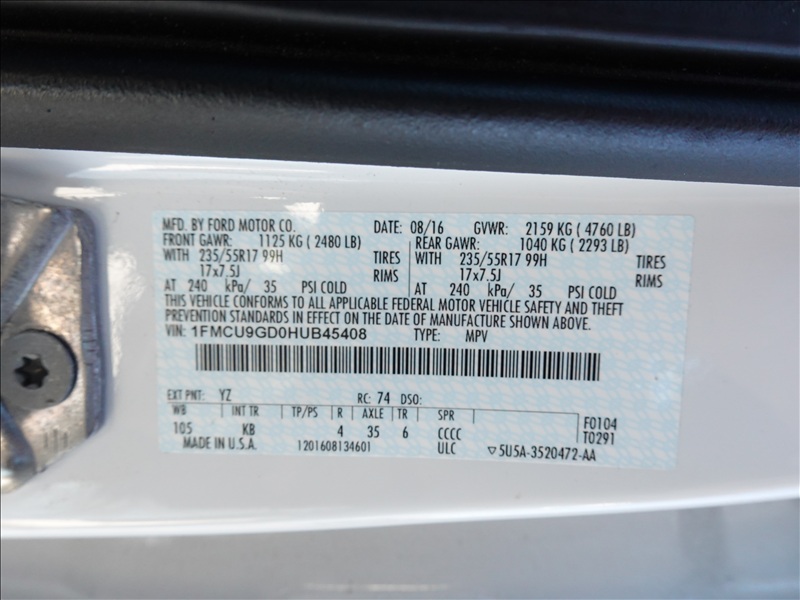 MFD. BY FORD MOTOR CO. DATE: 08/16 GVWR: 2159 KG ( 4760 LB)
FRONT GAWR: 1125 KG ( 2480 LB) REAR GAWR: 1040 KG ( 2293 LB)
WITH 235/55R17 99H TIRES WITH 235/55R17 99H TIRES
17x7.5J RIMS 17x7.5J RIMS
AT 240 kPa/ 35 PSI COLD AT 240 kPa/ 35 PSI COLD
THIS VEHICLE CONFORMS TO ALL APPLICABLE FEDERAL MOTOR VEHICLE SAFETY AND THEFT
PREVENTION STANDARDS IN EFFECT ON THE DATE OF MANUFACTURE SHOWN ABOVE.
VIN: 1FMCU9GD0HUB45408 TYPE: MPV
EXT PNT: YZ RC: 74 DSO: F0104
WB INT TR TP/PS R AXLE TR SPR T0291
105 KB 4 35 6 CCCC
MADE IN U.S.A. 1201608134601 ULC ▽5U5A-3520472-AA